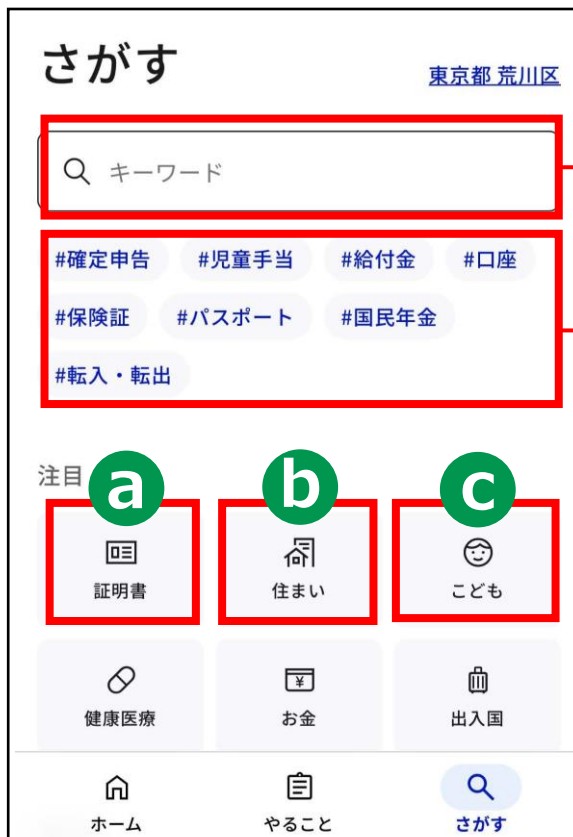 さがす
東京都 荒川区
キーワード
#確定申告 #児童手当 #給付金 #口座
#保険証 #パスポート #国民年金
#転入・転出
注目
a b c
証明書 住まい こども
健康医療 お金 出入国
ホーム やること さがす